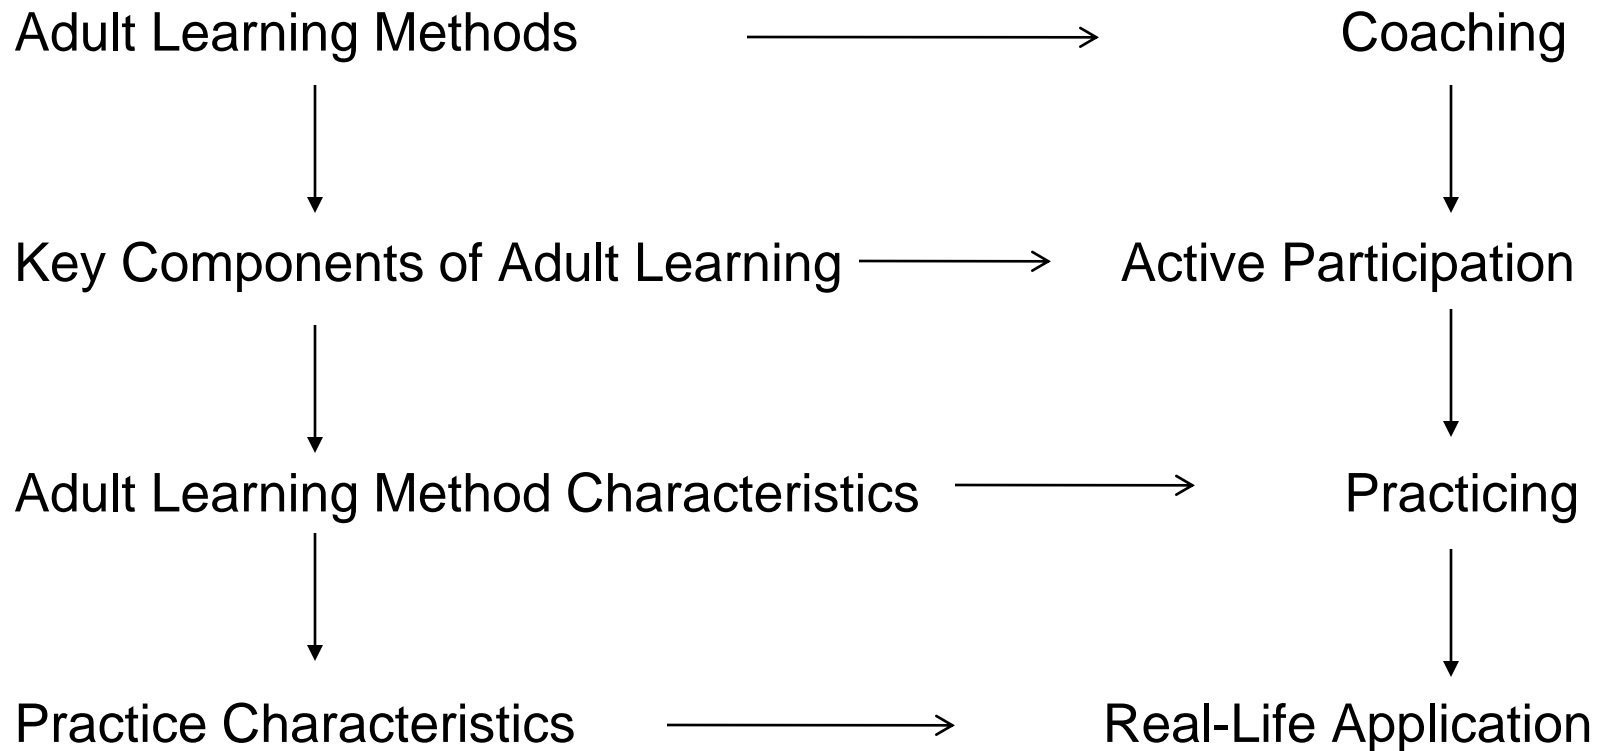 Adult Learning Methods Coaching
Key Components of Adult Learning Active Participation
Adult Learning Method Characteristics Practicing
Practice Characteristics Real-Life Application